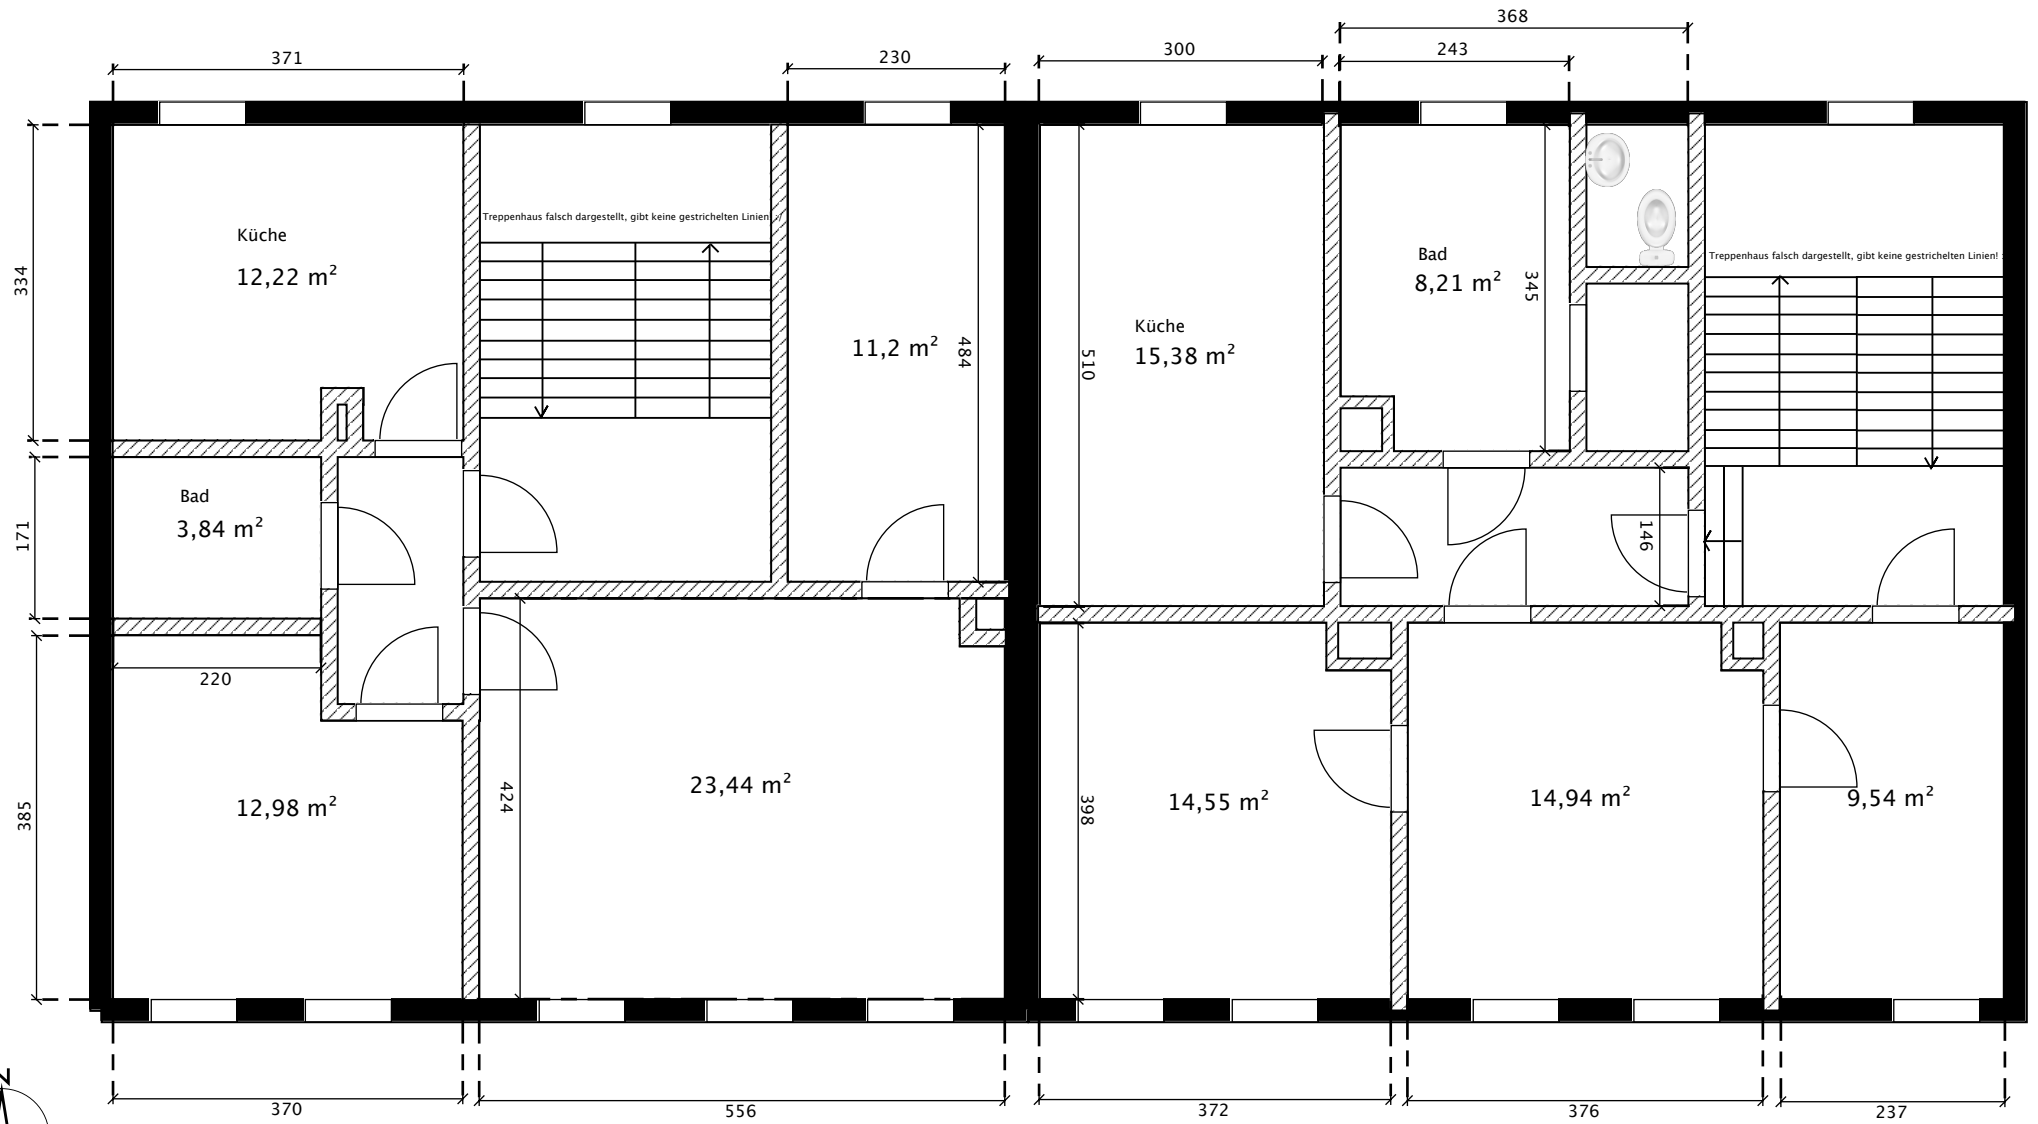 368
371
230
300
243
Treppenhaus falsch dargestellt, gibt keine gestrichelten Linien! :/
Küche
12,22 m²
334
Bad
8,21 m²
345
Treppenhaus falsch dargestellt, gibt keine gestrichelten Linien! :
11,2 m²
484
Küche
15,38 m²
510
Bad
3,84 m²
171
146
220
12,98 m²
385
424
23,44 m²
14,55 m²
398
14,94 m²
9,54 m²
370
556
372
376
237